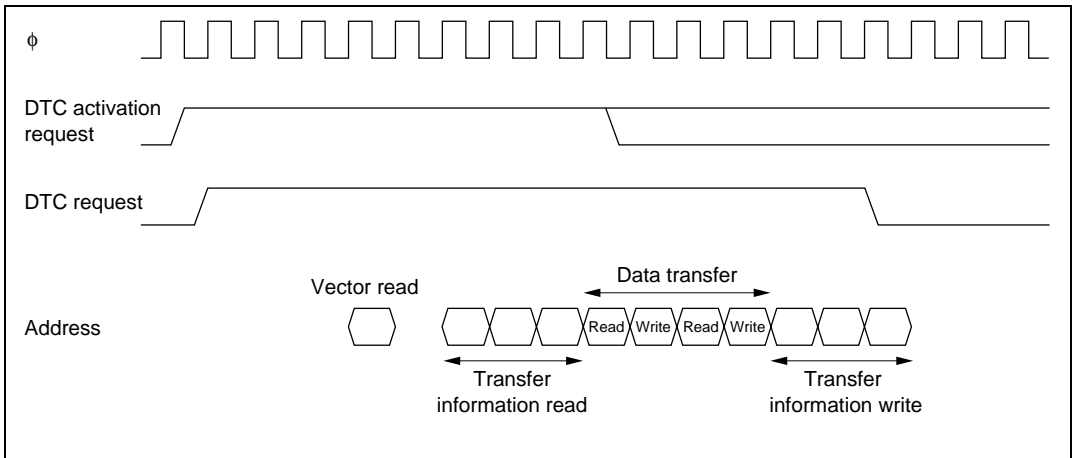 ϕ
DTC activation
request
DTC request
Data transfer
Vector read
Address
Read Write Read Write
Transfer
information read
Transfer
information write